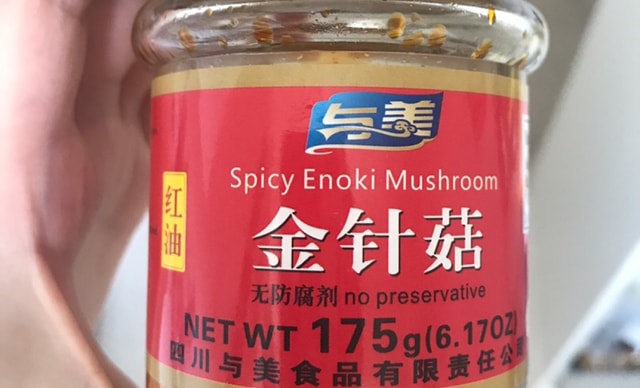 与美
Spicy Enoki Mushroom
红油
金针菇
无防腐剂 no preservative
NET WT 175g(6.17OZ)
四川与美食品有限责任公司